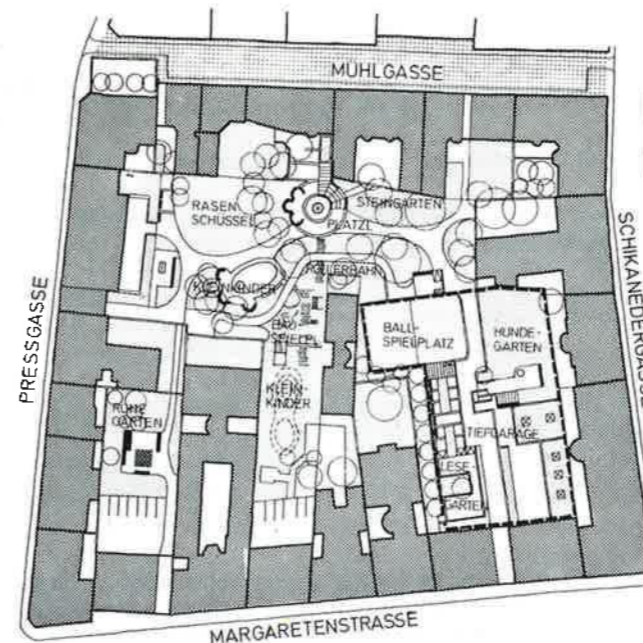 MÜHLGASSE
RASEN
SCHÜSSEL
STEINGARTEN
PLATZL
ROLLERBAHN
KLEINKINDER
BAU
SPIELPL.
BALL-
SPIELPLATZ
HUNDE-
GARTEN
SCHIKANEDERGASSE
PRESSGASSE
KLEIN-
KINDER
RUHE
GARTEN
TIEFGARAGE
LESE-
GARTEN
MARGARETENSTRASSE